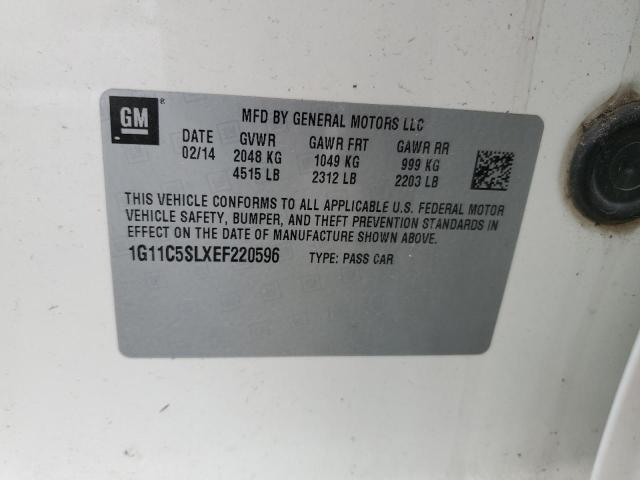 GM ®
MFD BY GENERAL MOTORS LLC
DATE GVWR GAWR FRT GAWR RR
02/14 2048 KG 1049 KG 999 KG
4515 LB 2312 LB 2203 LB
THIS VEHICLE CONFORMS TO ALL APPLICABLE U.S. FEDERAL MOTOR
VEHICLE SAFETY, BUMPER, AND THEFT PREVENTION STANDARDS IN
EFFECT ON THE DATE OF MANUFACTURE SHOWN ABOVE.
1G11C5SLXEF220596 TYPE: PASS CAR